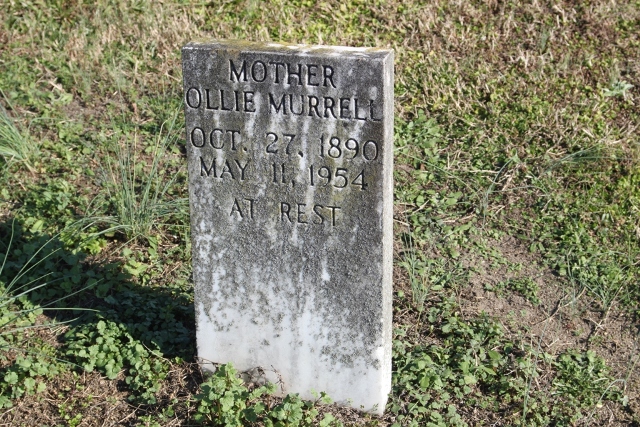 MOTHER
OLLIE MURRELL
OCT. 27, 1890
MAY 11, 1954
AT REST